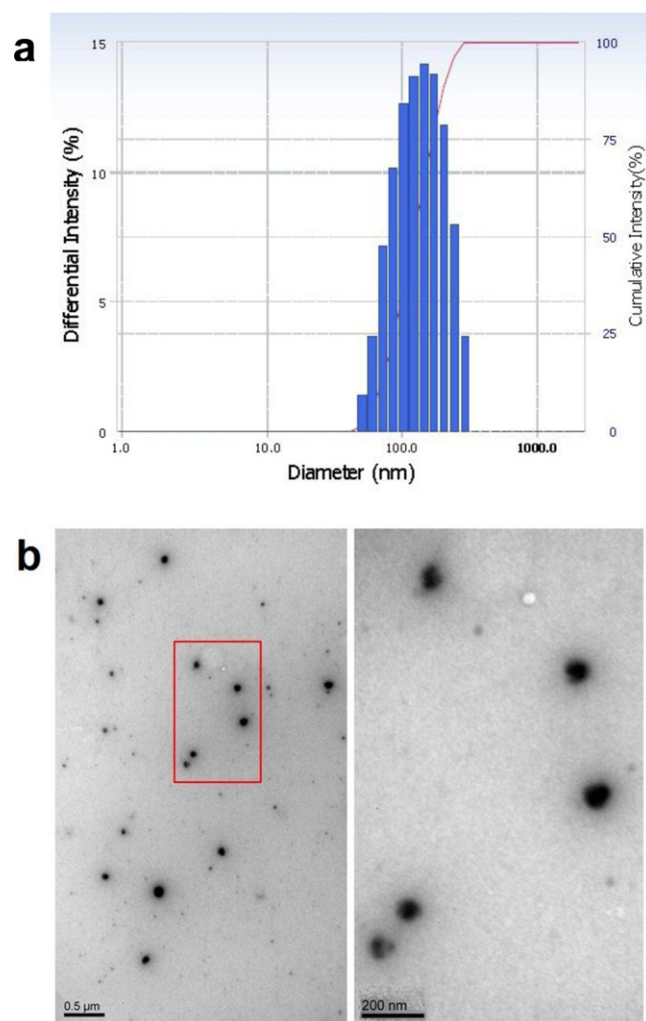 a
Differential Intensity (%)
15
10
5
0
100
75
50
25
0
Cumulative Intensity(%)
1.0
10.0
100.0
1000.0
Diameter (nm)
b
0.5 µm
200 nm